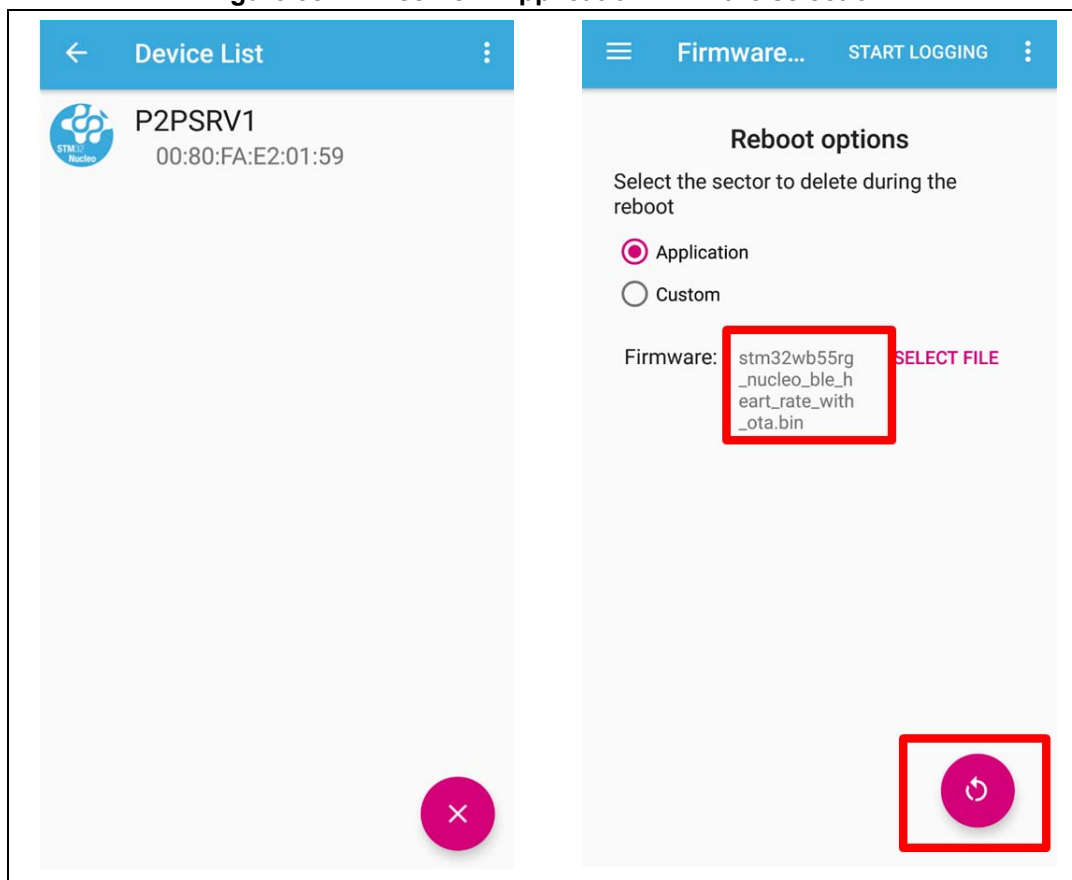 Device List
P2PSRV1
00:80:FA:E2:01:59
STM32
Nucleo
Firmware...
START LOGGING
Reboot options
Select the sector to delete during the
reboot
Application
Custom
Firmware:
stm32wb55rg
_nucleo_ble_h
eart_rate_with
_ota.bin
SELECT FILE